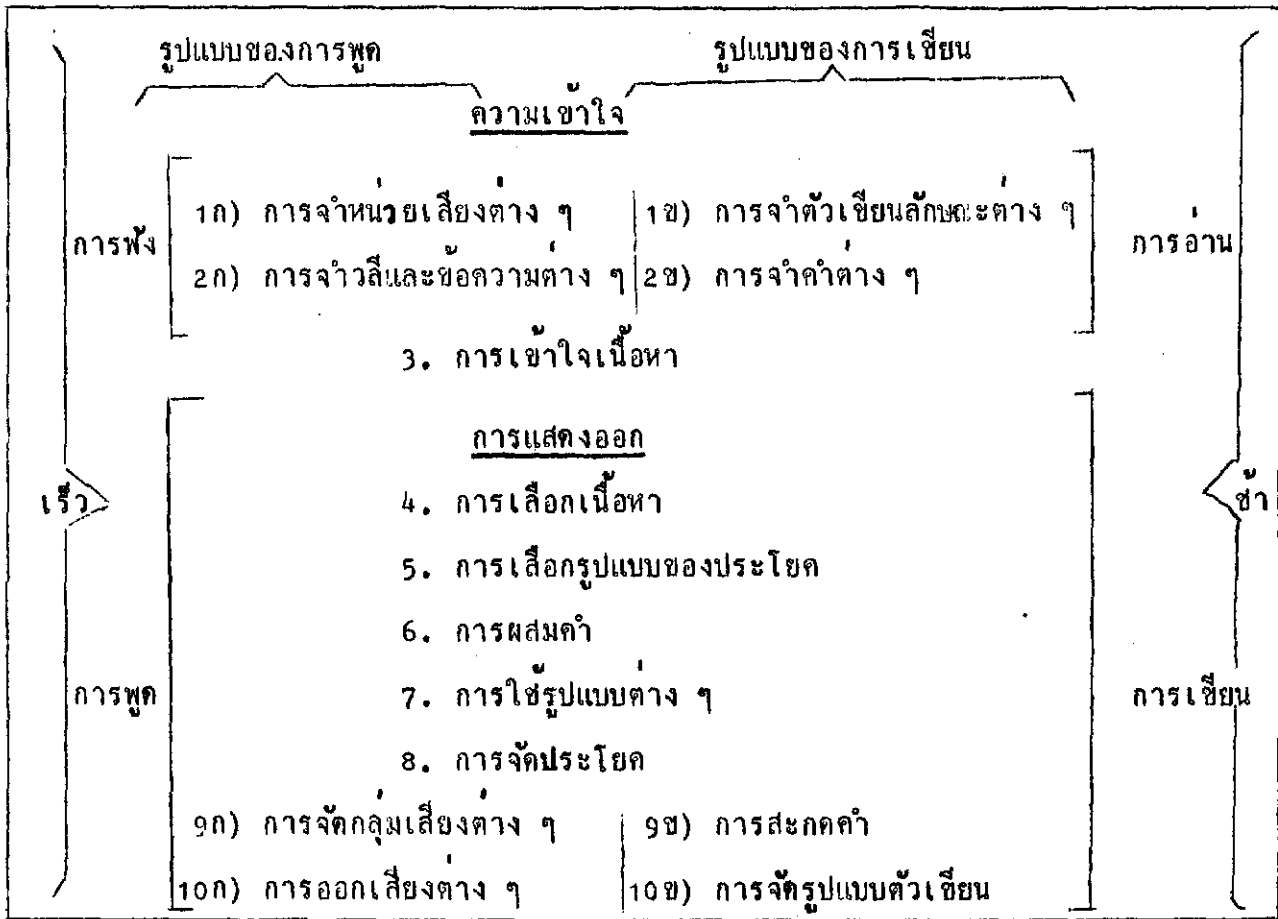 รูปแบบของการพูด รูปแบบของการเขียน
ความเข้าใจ
1ก) การจำหน่วยเสียงต่าง ๆ 1ข) การจำตัวเขียนลักษณะต่าง ๆ
การฟัง การอ่าน
2ก) การจำวลีและข้อความต่าง ๆ 2ข) การจำคำต่าง ๆ
3. การเข้าใจเนื้อหา
การแสดงออก
เร็ว 4. การเลือกเนื้อหา ช้า
5. การเลือกรูปแบบของประโยค
6. การผสมคำ
การพูด 7. การใช้รูปแบบต่าง ๆ การเขียน
8. การจัดประโยค
9ก) การจัดกลุ่มเสียงต่าง ๆ 9ข) การสะกดคำ
10ก) การออกเสียงต่าง ๆ 10ข) การจัดรูปแบบตัวเขียน